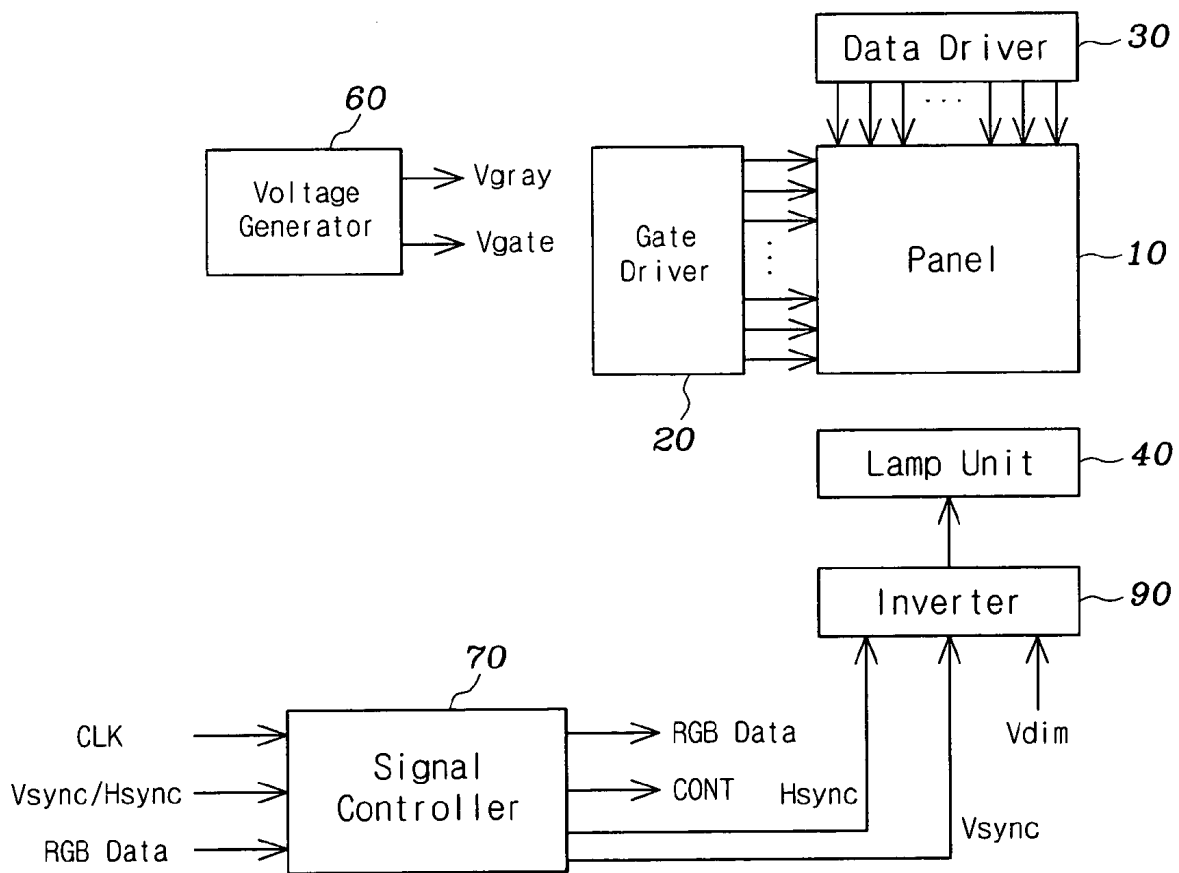 Data Driver
30
60
Voltage
Generator
Vgray
Vgate
Gate
Driver
20
Panel
10
Lamp Unit
40
Inverter
90
70
CLK
Vsync/Hsync
RGB Data
Signal
Controller
RGB Data
CONT
Hsync
Vsync
Vdim